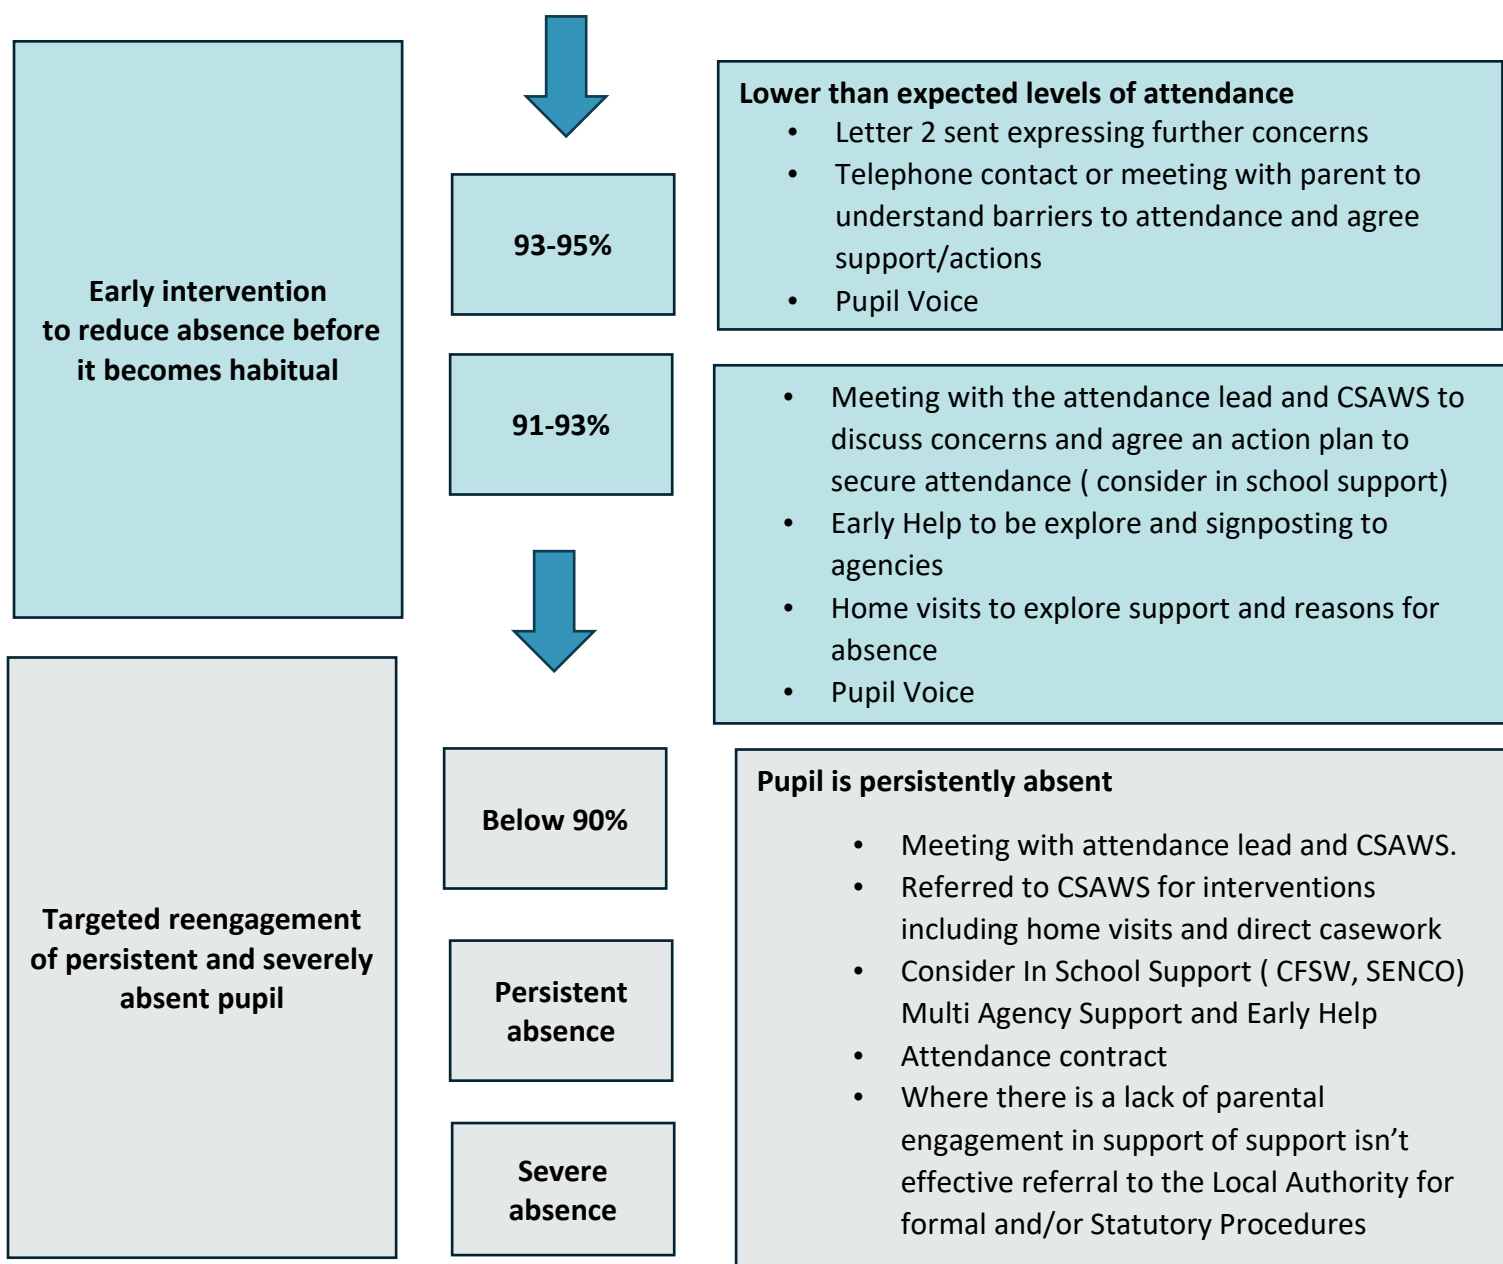 Early intervention
to reduce absence before
it becomes habitual
93-95%
Lower than expected levels of attendance
• Letter 2 sent expressing further concerns
• Telephone contact or meeting with parent to
understand barriers to attendance and agree
support/actions
• Pupil Voice
91-93%
• Meeting with the attendance lead and CSAWS to
discuss concerns and agree an action plan to
secure attendance ( consider in school support)
• Early Help to be explore and signposting to
agencies
• Home visits to explore support and reasons for
absence
• Pupil Voice
Targeted reengagement
of persistent and severely
absent pupil
Below 90%
Persistent
absence
Severe
absence
Pupil is persistently absent
• Meeting with attendance lead and CSAWS.
• Referred to CSAWS for interventions
including home visits and direct casework
• Consider In School Support ( CFSW, SENCO)
Multi Agency Support and Early Help
• Attendance contract
• Where there is a lack of parental
engagement in support of support isn’t
effective referral to the Local Authority for
formal and/or Statutory Procedures